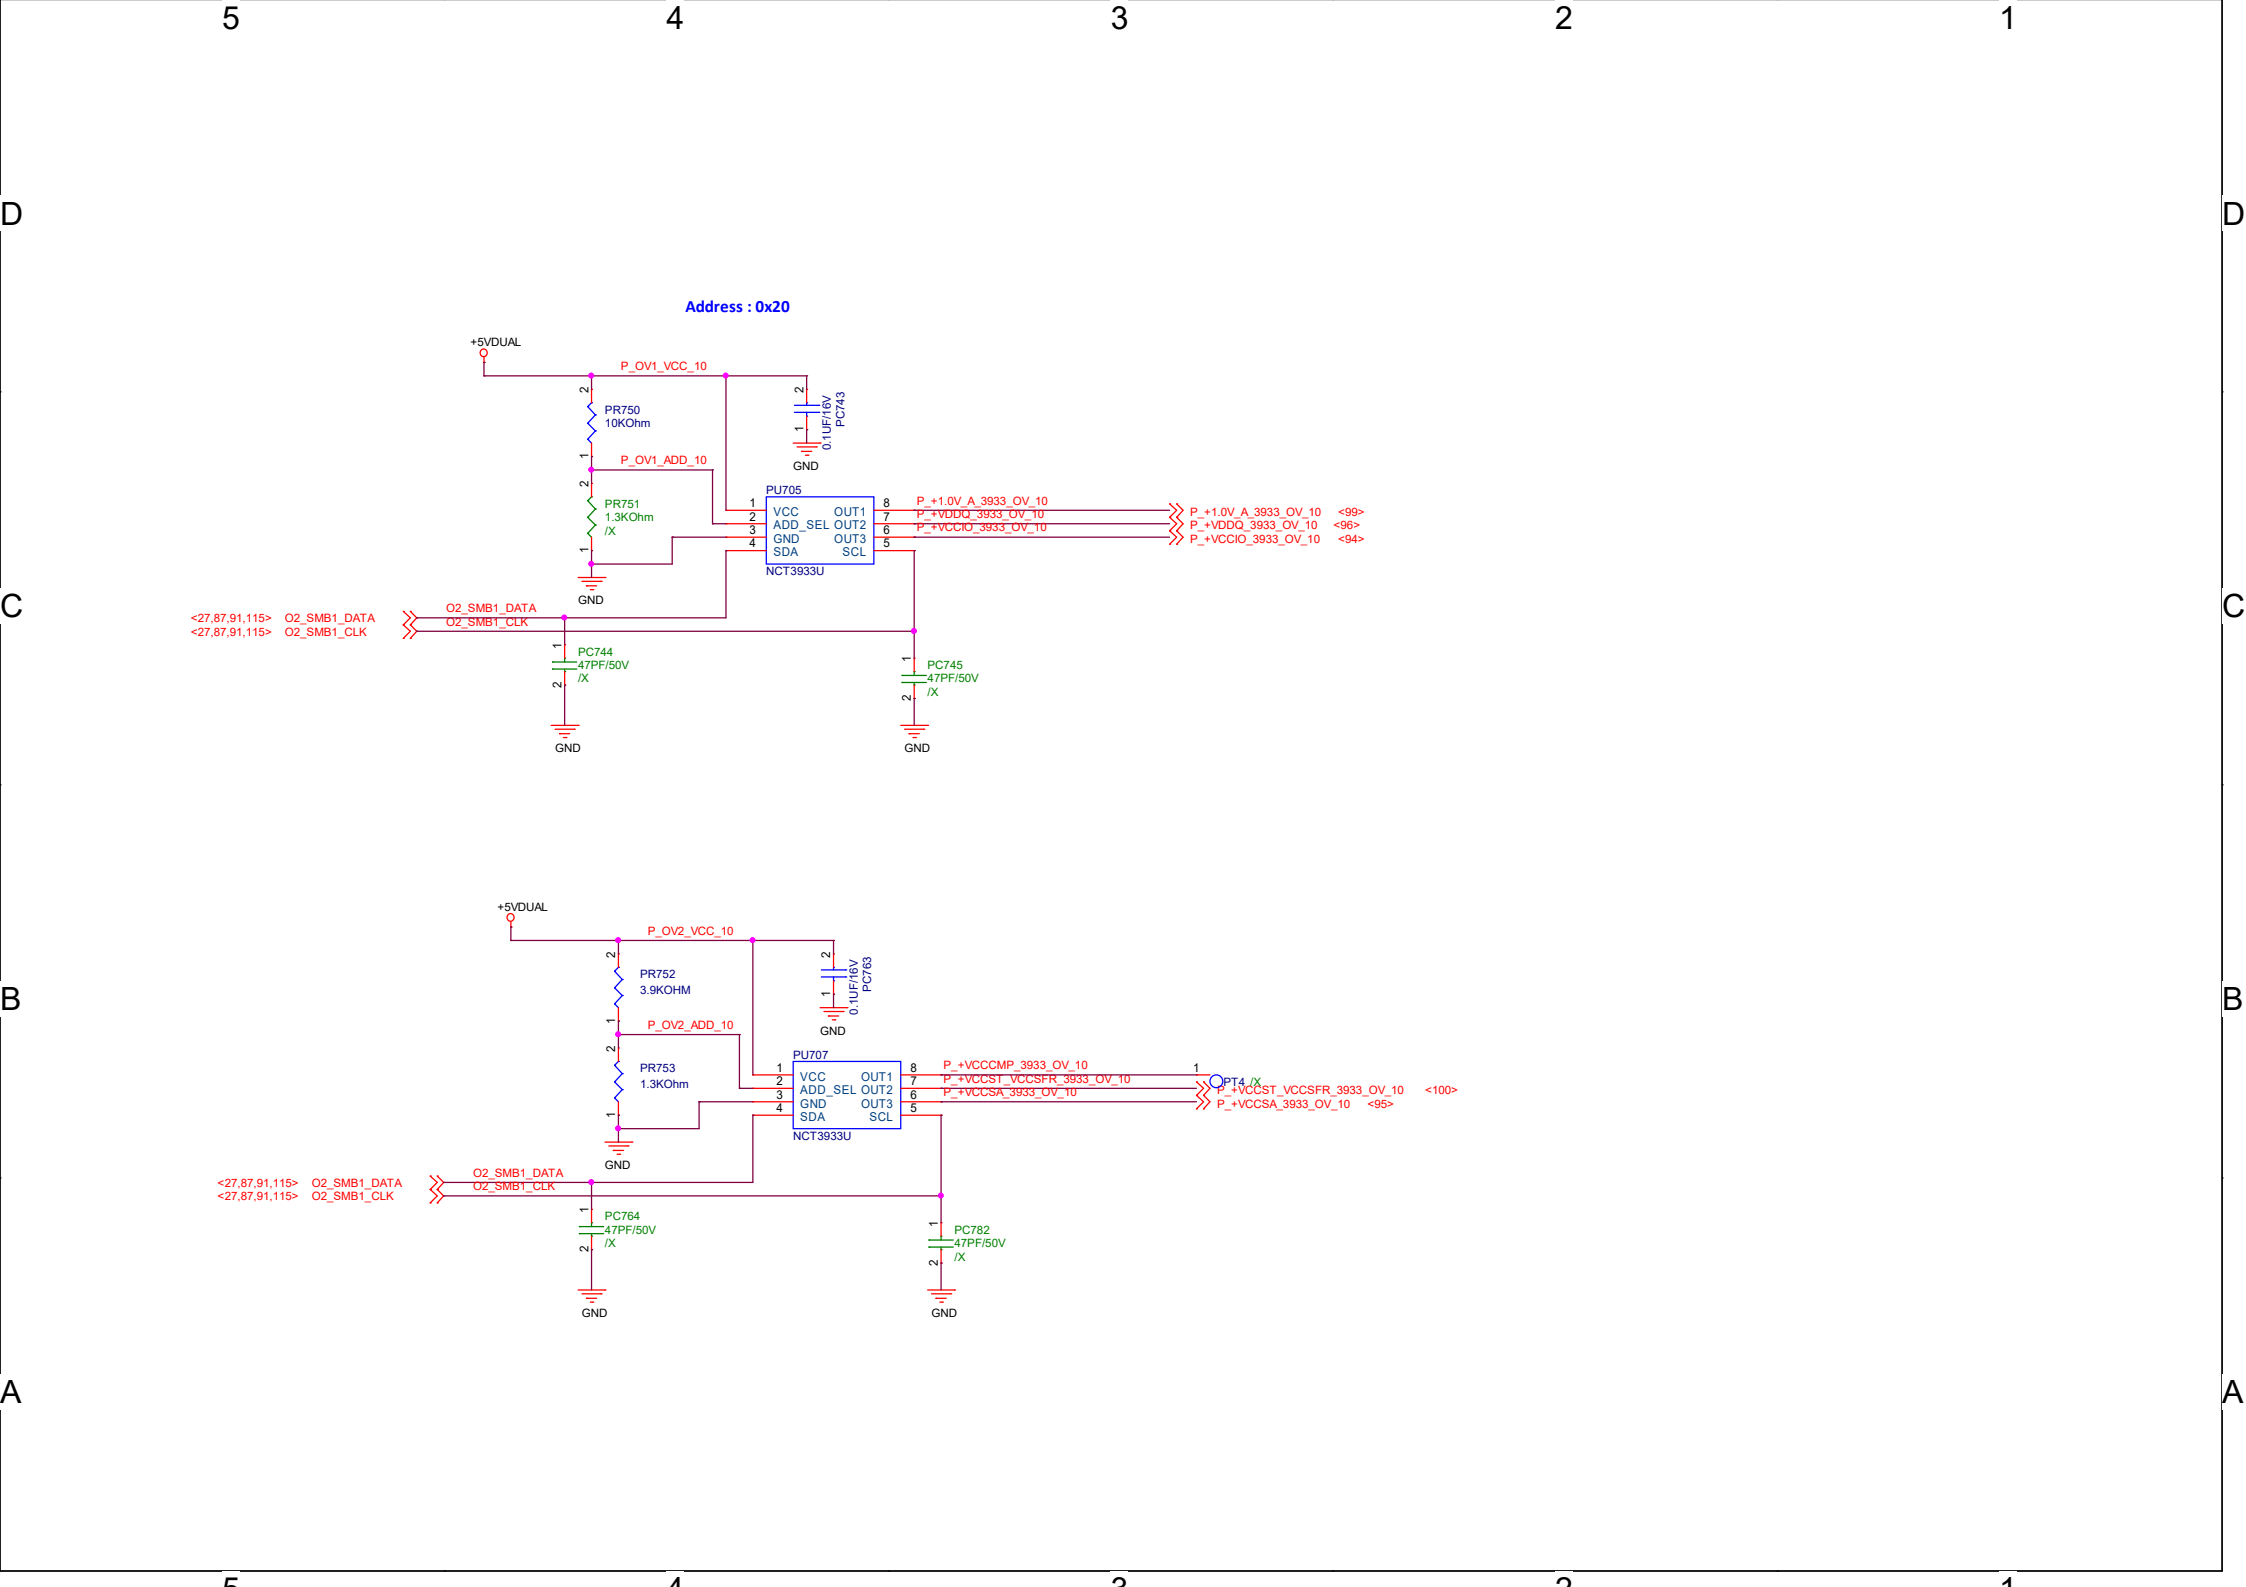 5 4 3 2 1
D D
Address : 0x20
+5VDUAL
P_OV1_VCC_10
2
PR750
10KOhm
1
2
0.1UF/16V
PC743
1
GND
P_OV1_ADD_10
2
PR751
1.3KOhm
/X
1
GND
PU705
1 VCC OUT1 8
2 ADD_SEL OUT2 7
3 GND OUT3 6
4 SDA SCL 5
NCT3933U
P_+1.0V_A_3933_OV_10
P_+VDDQ_3933_OV_10
P_+VCCIO_3933_OV_10
P_+1.0V_A_3933_OV_10 <99>
P_+VDDQ_3933_OV_10 <96>
P_+VCCIO_3933_OV_10 <94>
C C
<27,87,91,115> O2_SMB1_DATA O2_SMB1_DATA
<27,87,91,115> O2_SMB1_CLK O2_SMB1_CLK
1
PC744
47PF/50V
/X
2
GND
1
PC745
47PF/50V
/X
2
GND
+5VDUAL
P_OV2_VCC_10
2
PR752
3.9KOHM
1
2
0.1UF/16V
PC763
1
GND
B B
P_OV2_ADD_10
2
PR753
1.3KOhm
1
GND
PU707
1 VCC OUT1 8
2 ADD_SEL OUT2 7
3 GND OUT3 6
4 SDA SCL 5
NCT3933U
P_+VCCCMP_3933_OV_10
P_+VCCST_VCCSFR_3933_OV_10
P_+VCCSA_3933_OV_10
1
PT4 /X
P_+VCCST_VCCSFR_3933_OV_10 <100>
P_+VCCSA_3933_OV_10 <95>
<27,87,91,115> O2_SMB1_DATA O2_SMB1_DATA
<27,87,91,115> O2_SMB1_CLK O2_SMB1_CLK
1
PC764
47PF/50V
/X
2
GND
1
PC782
47PF/50V
/X
2
GND
A A
5 4 3 2 1